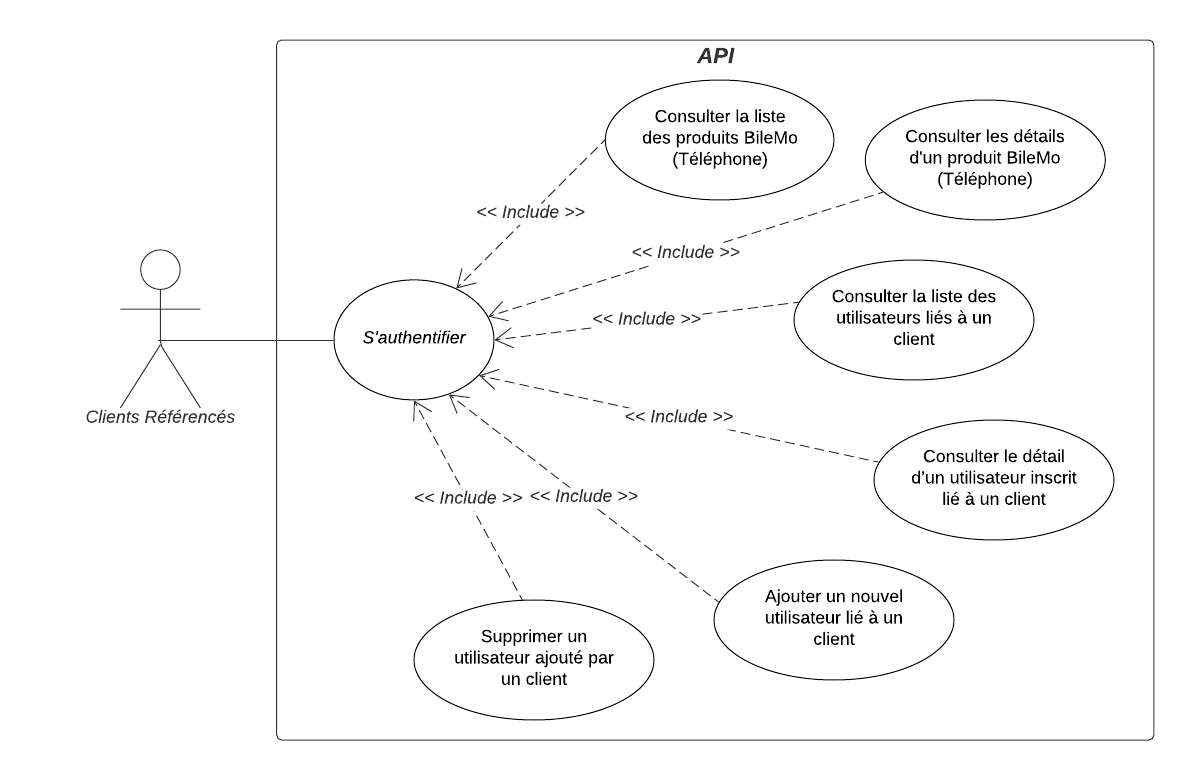 API
Consulter la liste
des produits BileMo
(Téléphone)
Consulter les détails
d'un produit BileMo
(Téléphone)
<< Include >>
<< Include >>
Consulter la liste des
utilisateurs liés à un
client
<< Include >>
S'authentifier
Clients Référencés
<< Include >>
Consulter le détail
d’un utilisateur inscrit
lié à un client
<< Include >>
<< Include >>
Ajouter un nouvel
utilisateur lié à un
client
Supprimer un
utilisateur ajouté par
un client